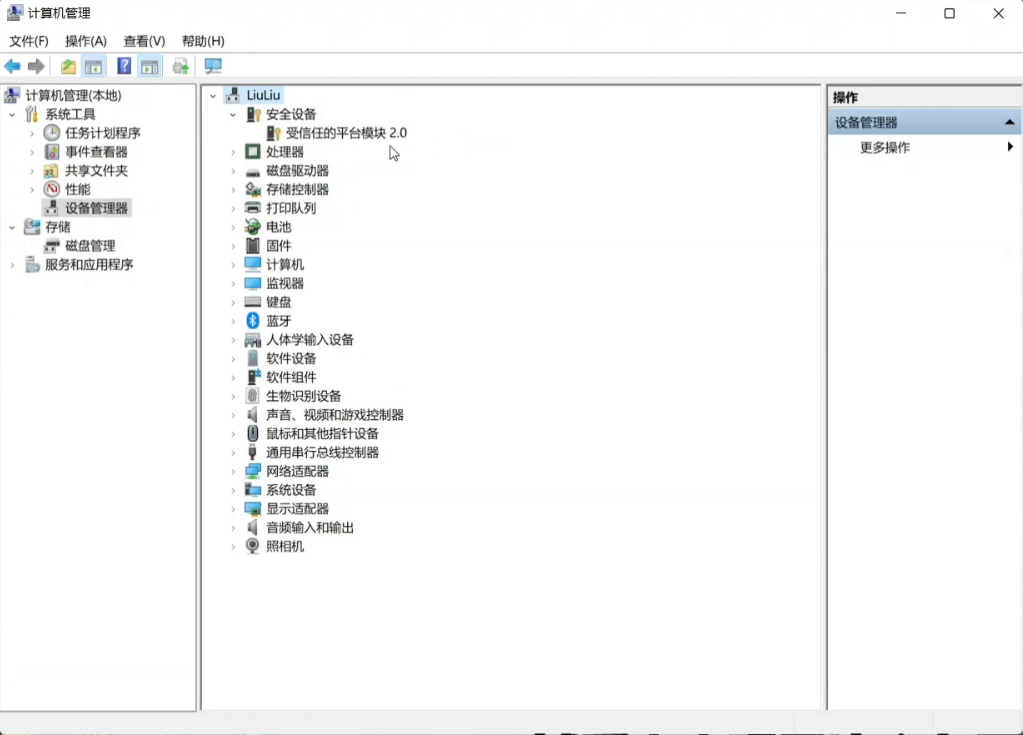 计算机管理
文件(F) 操作(A) 查看(V) 帮助(H)
计算机管理(本地)
系统工具
任务计划程序
事件查看器
共享文件夹
性能
设备管理器
存储
磁盘管理
服务和应用程序
LiuLiu
安全设备
受信任的平台模块 2.0
处理器
磁盘驱动器
存储控制器
打印队列
电池
固件
计算机
监视器
键盘
蓝牙
人体学输入设备
软件设备
软件组件
生物识别设备
声音、视频和游戏控制器
鼠标和其他指针设备
通用串行总线控制器
网络适配器
系统设备
显示适配器
音频输入和输出
照相机
操作
设备管理器
更多操作